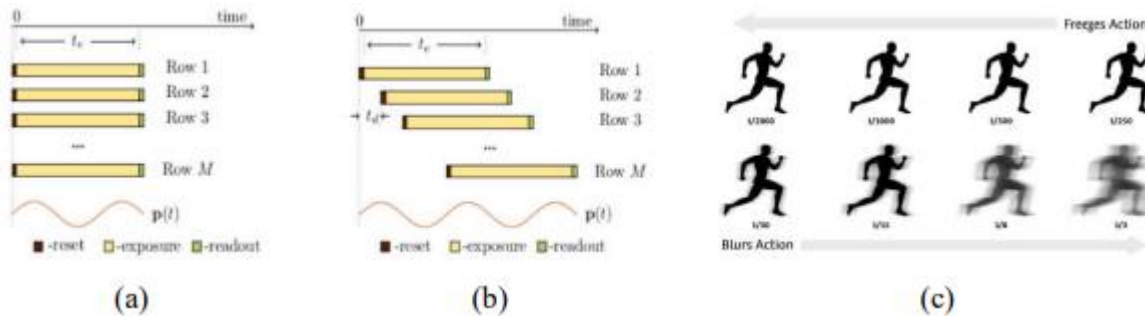 0 time
t_e
Row 1
Row 2
Row 3
...
Row M
p(t)
-reset -exposure -readout
(a)
0 time
t_e
Row 1
Row 2
t_d
Row 3
...
Row M
p(t)
-reset -exposure -readout
(b)
Freeges Action
1/2000 1/1000 1/500 1/250
1/30 1/15 1/8
Blurs Action
(c)